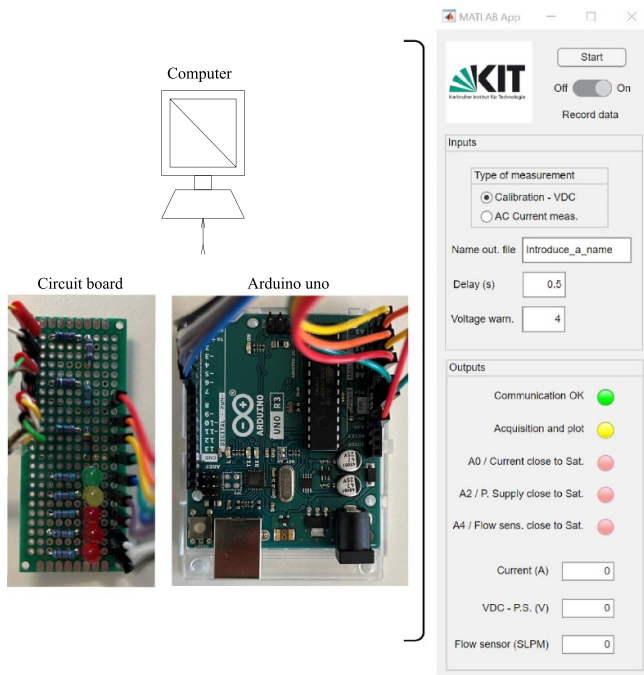 Computer
Circuit board
Arduino uno
ARDUINO
UNO R3
MATLAB App
KIT
Karlsruher Institut für Technologie
Start
Off
On
Record data
Inputs
Type of measurement
Calibration - VDC
AC Current meas.
Name out. file
Introduce_a_name
Delay (s)
0.5
Voltage warn.
4
Outputs
Communication OK
Acquisition and plot
A0 / Current close to Sat.
A2 / P. Supply close to Sat.
A4 / Flow sens. close to Sat.
Current (A)
0
VDC - P.S. (V)
0
Flow sensor (SLPM)
0